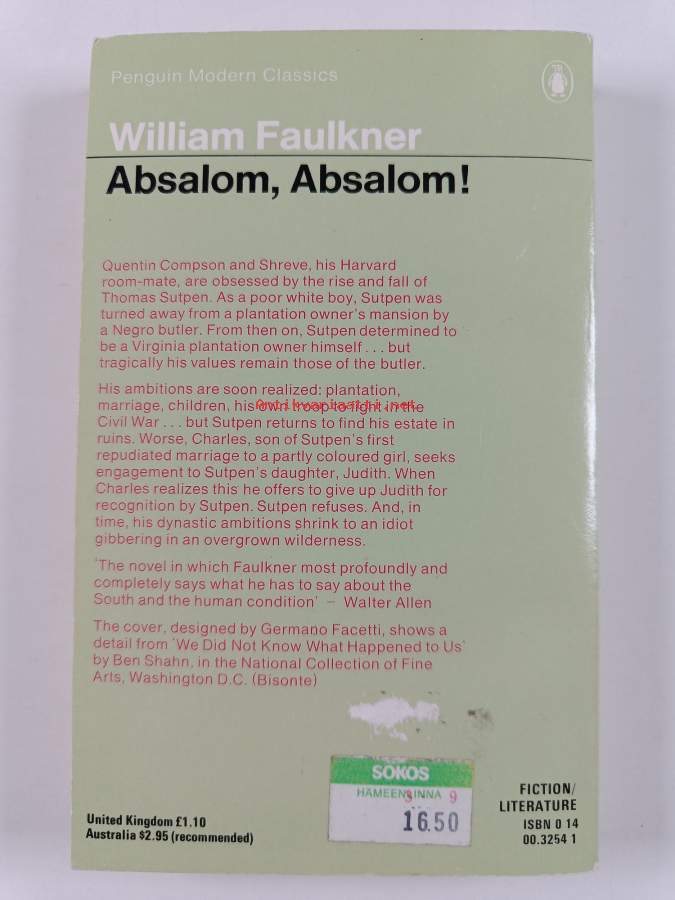 Penguin Modern Classics
William Faulkner
Absalom, Absalom!
Quentin Compson and Shreve, his Harvard
room-mate, are obsessed by the rise and fall of
Thomas Sutpen. As a poor white boy, Sutpen was
turned away from a plantation owner's mansion by
a Negro butler. From then on, Sutpen determined to
be a Virginia plantation owner himself . . . but
tragically his values remain those of the butler.
His ambitions are soon realized: plantation,
marriage, children, his own troop to fight in the
Antikvariaatti.net
Civil War . . . but Sutpen returns to find his estate in
ruins. Worse, Charles, son of Sutpen's first
repudiated marriage to a partly coloured girl, seeks
engagement to Sutpen's daughter, Judith. When
Charles realizes this he offers to give up Judith for
recognition by Sutpen. Sutpen refuses. And, in
time, his dynastic ambitions shrink to an idiot
gibbering in an overgrown wilderness.
'The novel in which Faulkner most profoundly and
completely says what he has to say about the
South and the human condition' – Walter Allen
The cover, designed by Germano Facetti, shows a
detail from 'We Did Not Know What Happened to Us'
by Ben Shahn, in the National Collection of Fine
Arts, Washington D.C. (Bisonte)
SOKOS
HÄMEENLINNA
3 9
16.50
United Kingdom £1.10
Australia $2.95 (recommended)
FICTION/
LITERATURE
ISBN 0 14
00.3254 1